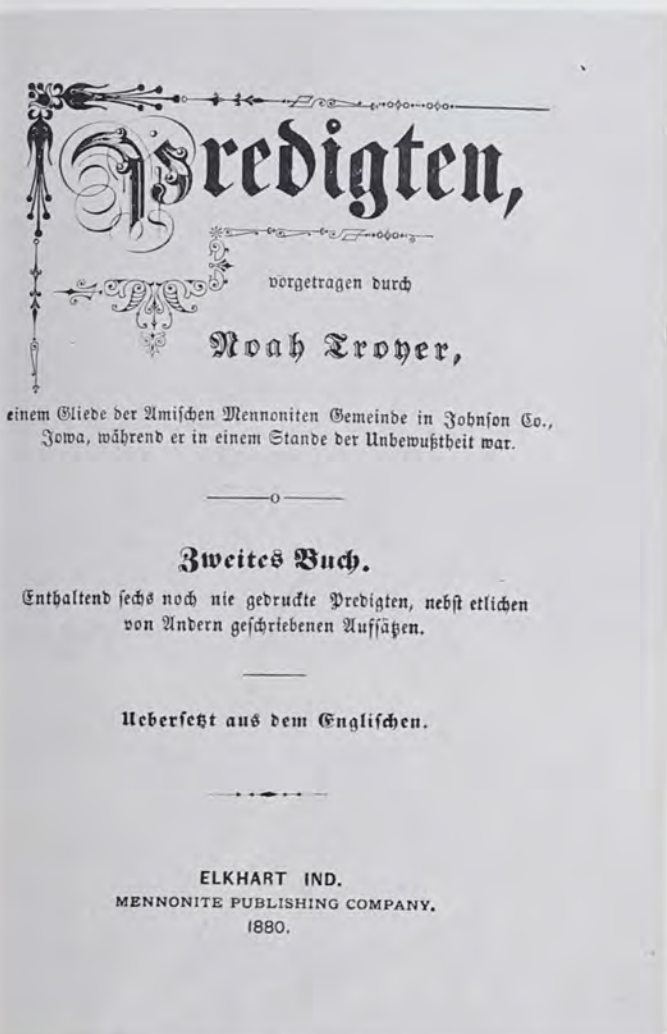 Predigten,
vorgetragen durch
Noah Troyer,
einem Gliede der Amischen Mennoniten Gemeinde in Johnson Co.,
Iowa, während er in einem Stande der Unbewußtheit war.
Zweites Buch.
Enthaltend sechs noch nie gedruckte Predigten, nebst etlichen
von Andern geschriebenen Aufsätzen.
Uebersetzt aus dem Englischen.
ELKHART IND.
MENNONITE PUBLISHING COMPANY.
1880.